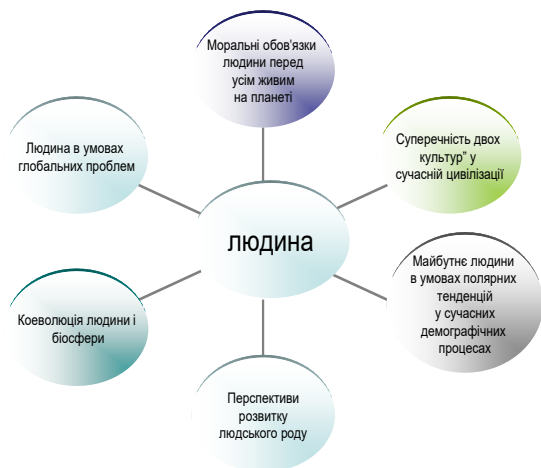 Моральні обов'язки
людини перед
усім живим
на планеті
Людина в умовах
глобальних проблем
Суперечність двох
культур" у
сучасній цивілізації
людина
Майбутнє людини
в умовах полярних
тенденцій
у сучасних
демографічних
процесах
Коеволюція людини і
біосфери
Перспективи
розвитку
людського роду